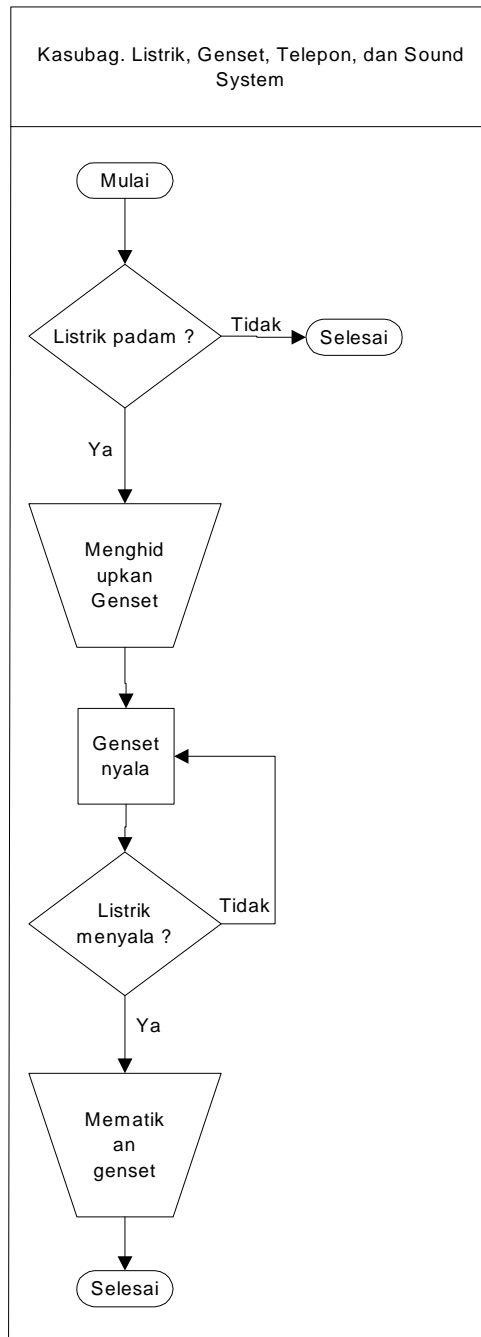 Kasubag. Listrik, Genset, Telepon, dan Sound
System
Mulai
Listrik padam ?
Tidak
Selesai
Ya
Menghid
upkan
Genset
Genset
nyala
Listrik
menyala ?
Tidak
Ya
Mematik
an
genset
Selesai